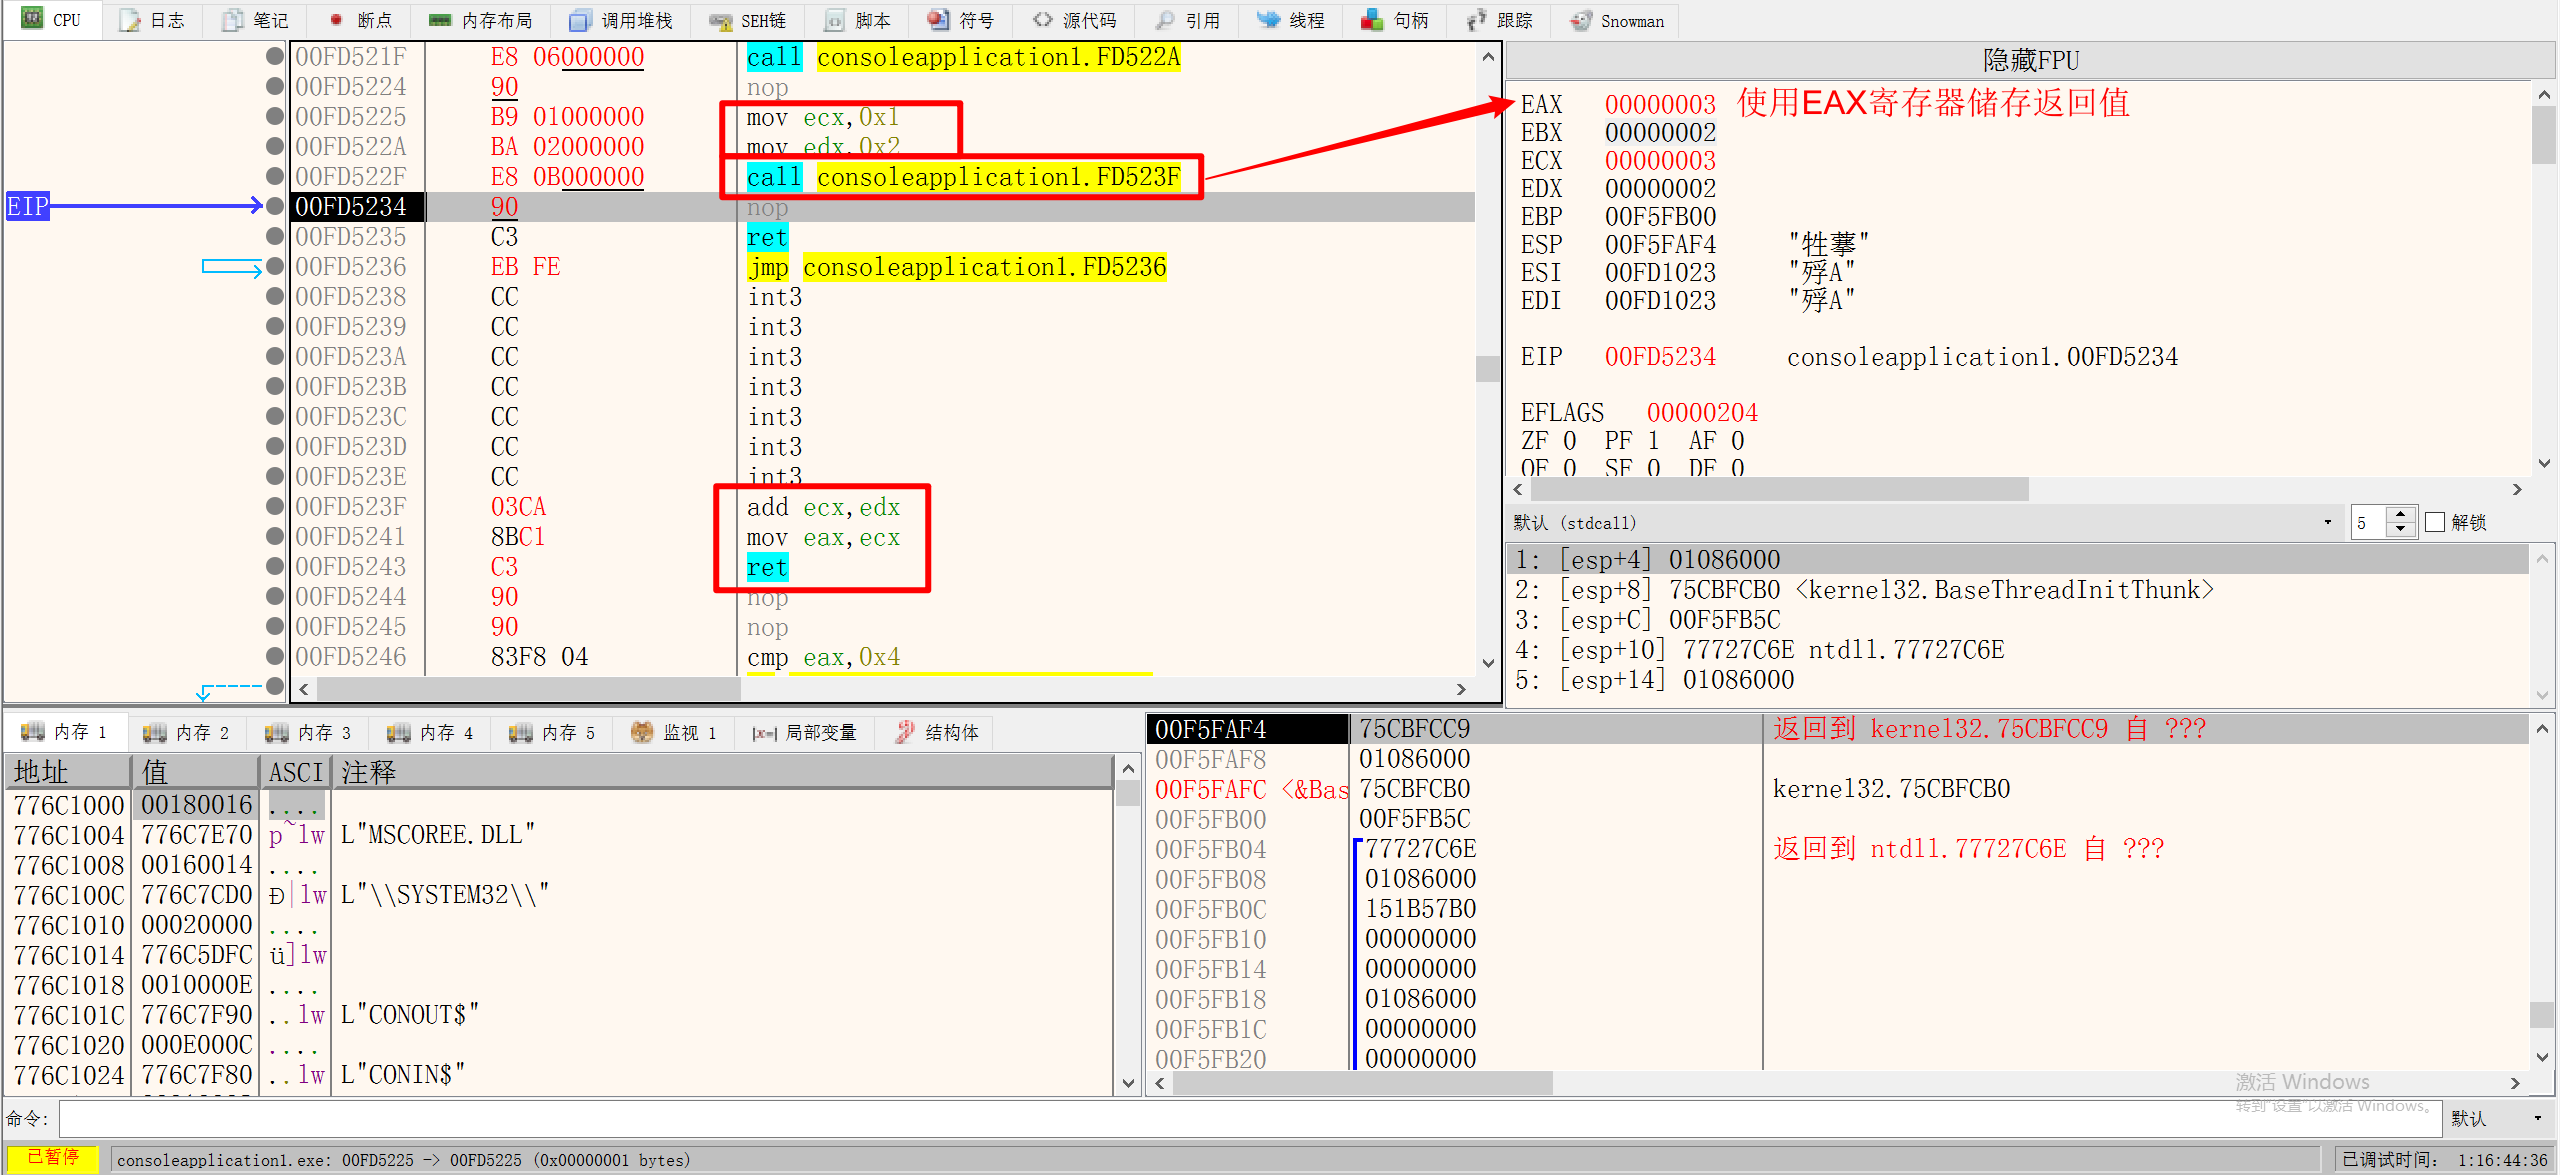 CPU 日志 笔记 断点 内存布局 调用堆栈 SEH链 脚本 符号 源代码 引用 线程 句柄 跟踪 Snowman
00FD521F E8 06000000 call consoleapplication1.FD522A
00FD5224 90 nop
00FD5225 B9 01000000 mov ecx,0x1
00FD522A BA 02000000 mov edx,0x2
00FD522F E8 0B000000 call consoleapplication1.FD523F
EIP 00FD5234 90 nop
00FD5235 C3 ret
00FD5236 EB FE jmp consoleapplication1.FD5236
00FD5238 CC int3
00FD5239 CC int3
00FD523A CC int3
00FD523B CC int3
00FD523C CC int3
00FD523D CC int3
00FD523E CC int3
00FD523F 03CA add ecx,edx
00FD5241 8BC1 mov eax,ecx
00FD5243 C3 ret
00FD5244 90 nop
00FD5245 90 nop
00FD5246 83F8 04 cmp eax,0x4
隐藏FPU
EAX 00000003 使用EAX寄存器储存返回值
EBX 00000002
ECX 00000003
EDX 00000002
EBP 00F5FB00
ESP 00F5FAF4
ESI 00FD1023
EDI 00FD1023
EIP 00FD5234 consoleapplication1.00FD5234
EFLAGS 00000204
ZF 0 PF 1 AF 0
OF 0 SF 0 DF 0
默认 (stdcall) 5 解锁
1: [esp+4] 01086000
2: [esp+8] 75CBFCB0 <kernel32.BaseThreadInitThunk>
3: [esp+C] 00F5FB5C
4: [esp+10] 77727C6E ntdll.77727C6E
5: [esp+14] 01086000
内存 1 内存 2 内存 3 内存 4 内存 5 监视 1 [x=] 局部变量 结构体
地址 值 ASCI 注释
776C1000 00180016 ....
776C1004 776C7E70 p~lw L"MSCOREE.DLL"
776C1008 00160014 ....
776C100C 776C7CD0 Ð|lw L"\\SYSTEM32\\"
776C1010 00020000 ....
776C1014 776C5DFC ü]lw
776C1018 0010000E ....
776C101C 776C7F90 ..lw L"CONOUT$"
776C1020 000E000C ....
776C1024 776C7F80 ..lw L"CONIN$"
00F5FAF4 75CBFCC9 返回到 kernel32.75CBFCC9 自 ???
00F5FAF8 01086000
00F5FAFC <&Bas 75CBFCB0 kernel32.75CBFCB0
00F5FB00 00F5FB5C
00F5FB04 77727C6E 返回到 ntdll.77727C6E 自 ???
00F5FB08 01086000
00F5FB0C 151B57B0
00F5FB10 00000000
00F5FB14 00000000
00F5FB18 01086000
00F5FB1C 00000000
00F5FB20 00000000
激活 Windows
转到"设置"以激活 Windows。
命令: 默认
已暂停 consoleapplication1.exe: 00FD5225 -> 00FD5225 (0x00000001 bytes) 已调试时间: 1:16:44:36